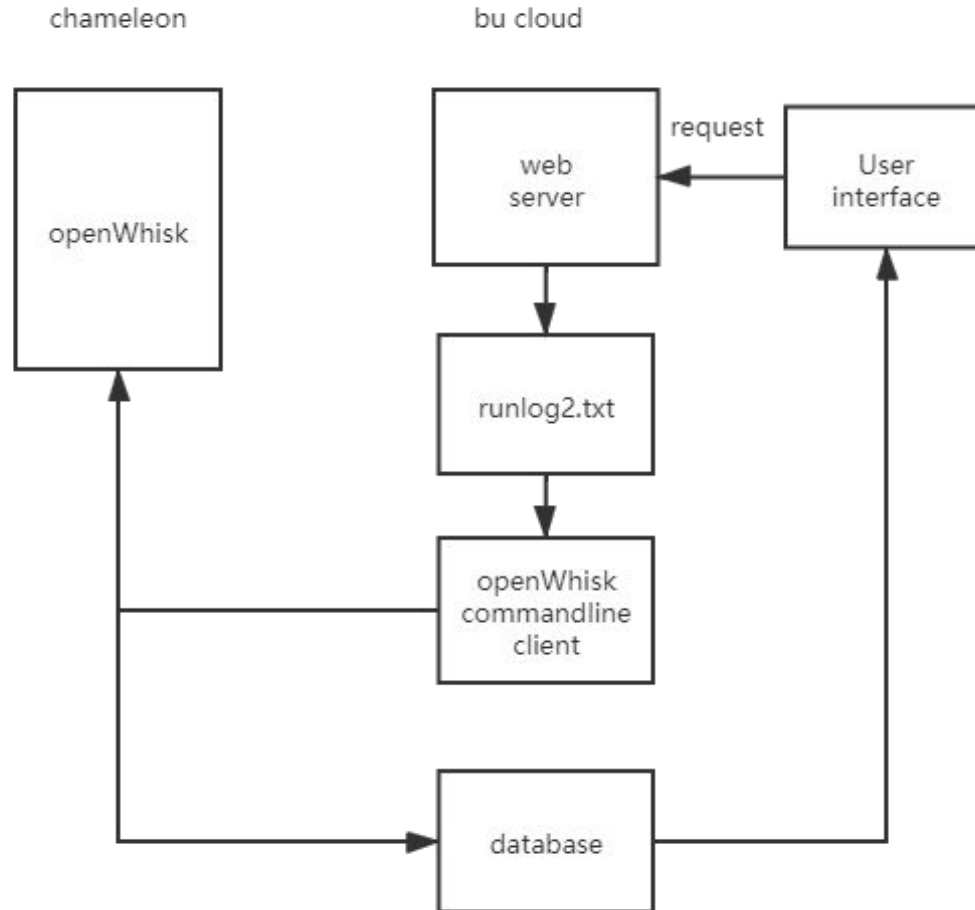 chameleon
bu cloud
openWhisk
web
server
request
User
interface
runlog2.txt
openWhisk
commandline
client
database